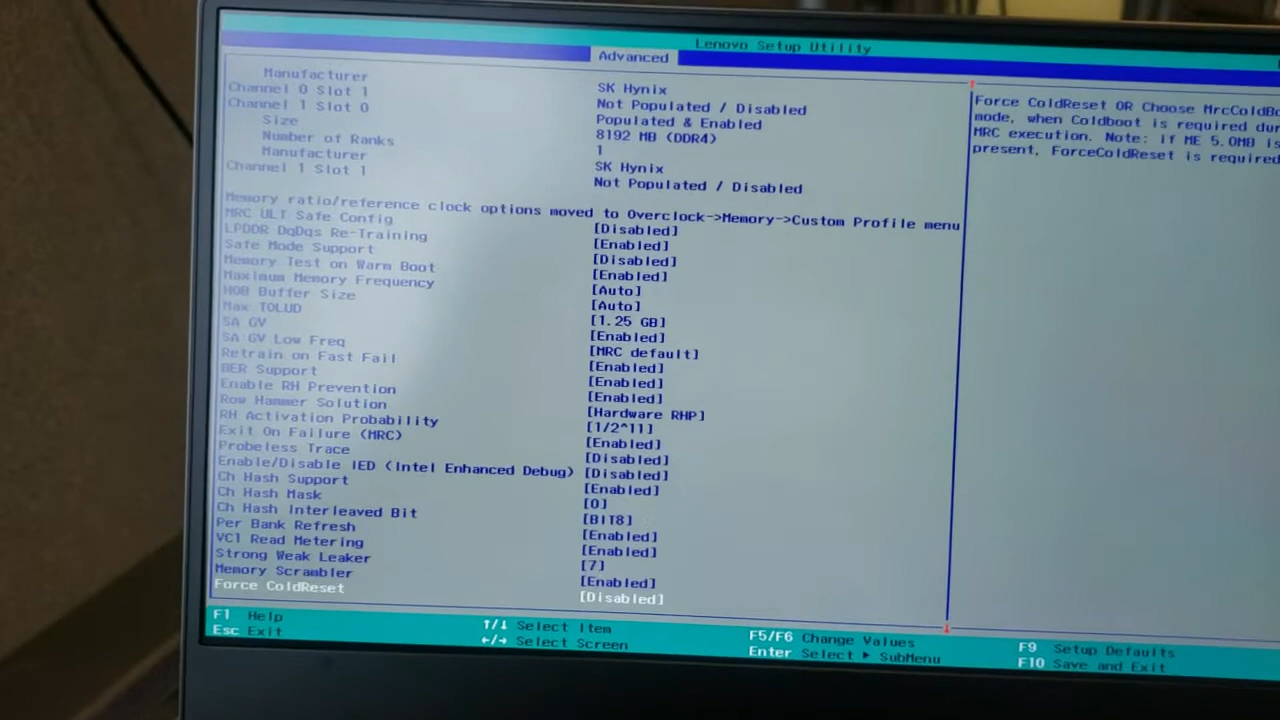 Lenovo Setup Utility
Advanced
Manufacturer SK Hynix
Channel 0 Slot 1 Not Populated / Disabled
Channel 1 Slot 0 Populated & Enabled
Size 8192 MB (DDR4)
Number of Ranks 1
Manufacturer SK Hynix
Channel 1 Slot 1 Not Populated / Disabled
Memory ratio/reference clock options moved to Overclock->Memory->Custom Profile menu
MRC ULT Safe Config [Disabled]
LPDDR DqDqs Re-Training [Enabled]
Safe Mode Support [Disabled]
Memory Test on Warm Boot [Enabled]
Maximum Memory Frequency [Auto]
HOB Buffer Size [Auto]
Max TOLUD [1.25 GB]
SA GV [Enabled]
SA GV Low Freq [MRC default]
Retrain on Fast Fail [Enabled]
BER Support [Enabled]
Enable RH Prevention [Enabled]
Row Hammer Solution [Hardware RHP]
RH Activation Probability [1/2^11]
Exit On Failure (MRC) [Enabled]
Probeless Trace [Disabled]
Enable/Disable IED (Intel Enhanced Debug) [Disabled]
Ch Hash Support [Enabled]
Ch Hash Mask [0]
Ch Hash Interleaved Bit [BIT8]
Per Bank Refresh [Enabled]
VC1 Read Metering [Enabled]
Strong Weak Leaker [7]
Memory Scrambler [Enabled]
Force ColdReset [Disabled]
Force ColdReset OR Choose MrcColdBo
mode, when Coldboot is required dur
MRC execution. Note: If ME 5.0MB is
present, ForceColdReset is required
F1 Help ↑/↓ Select Item F5/F6 Change Values F9 Setup Defaults
Esc Exit ←/→ Select Screen Enter Select ▶ SubMenu F10 Save and Exit